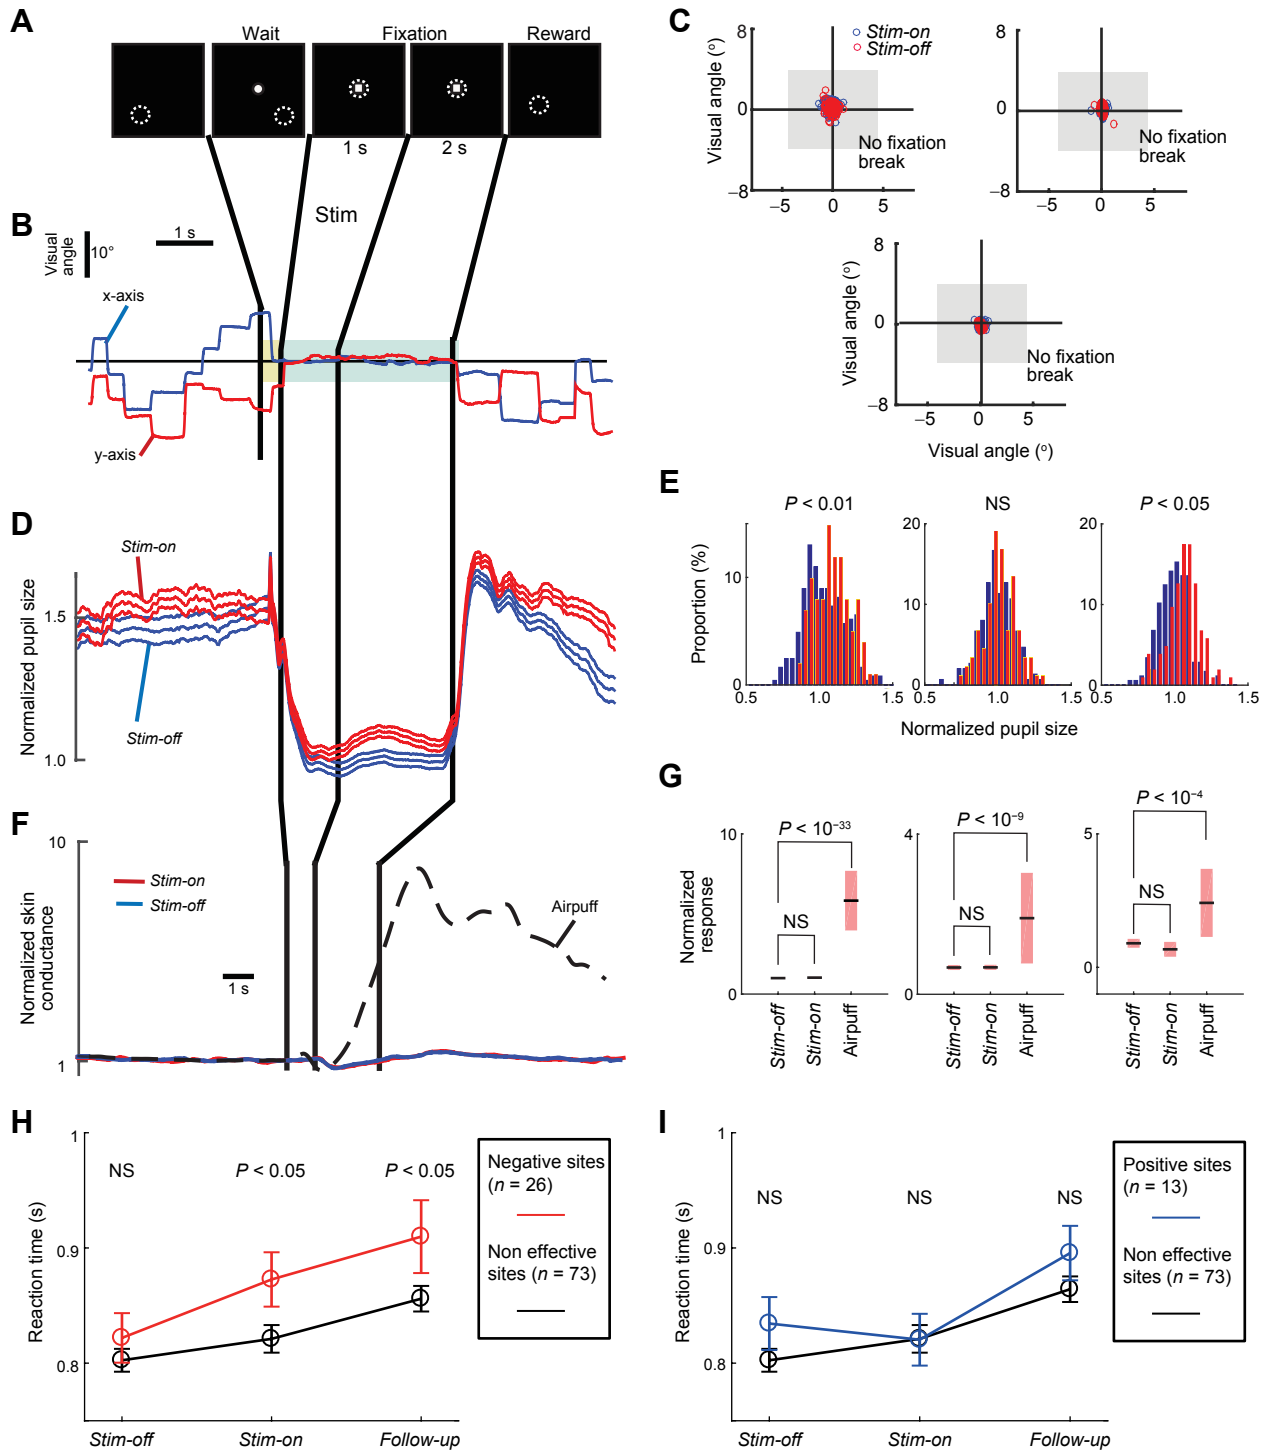 A
Wait
Fixation
Reward
1 s
2 s
Stim
B
Visual
angle
10°
1 s
x-axis
y-axis
C
Stim-on
Stim-off
Visual angle (°)
8
0
−8
−5
0
5
No fixation
break
8
0
−8
−5
0
5
No fixation
break
Visual angle (°)
8
0
−8
−5
0
5
No fixation
break
Visual angle (°)
D
Stim-on
Stim-off
Normalized pupil size
1.5
1.0
E
P < 0.01
NS
P < 0.05
Proportion (%)
10
0
0.5
1.0
1.5
20
10
0
0.5
1.0
1.5
20
10
0
0.5
1.0
1.5
Normalized pupil size
F
Normalized skin
conductance
10
1
Stim-on
Stim-off
1 s
Airpuff
G
Normalized
response
P < 10−33
NS
10
0
Stim-off
Stim-on
Airpuff
P < 10−9
NS
4
0
Stim-off
Stim-on
Airpuff
P < 10−4
NS
5
0
Stim-off
Stim-on
Airpuff
H
Reaction time (s)
1
0.9
0.8
NS
P < 0.05
P < 0.05
Stim-off
Stim-on
Follow-up
Negative sites
(n = 26)
Non effective
sites (n = 73)
I
Reaction time (s)
1
0.9
0.8
NS
NS
NS
Stim-off
Stim-on
Follow-up
Positive sites
(n = 13)
Non effective
sites (n = 73)